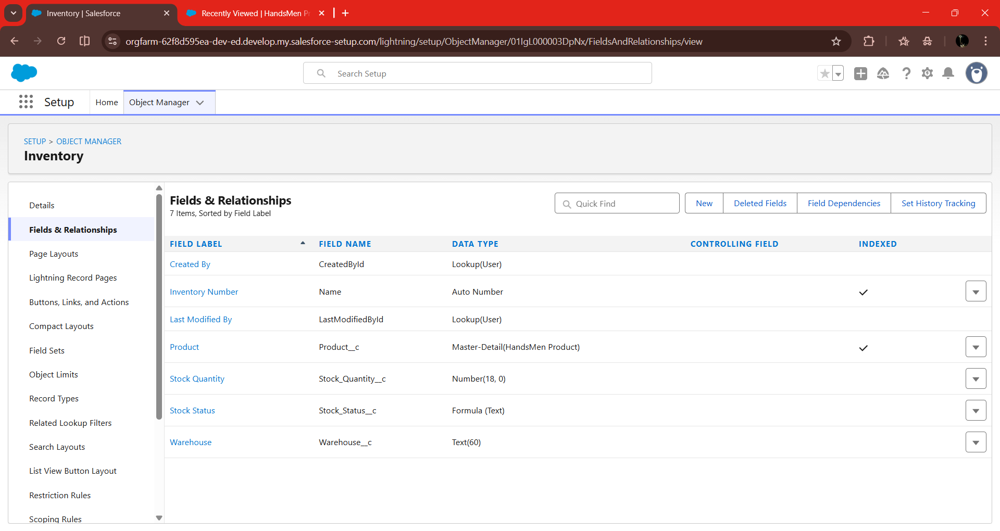 Inventory | Salesforce
Recently Viewed | HandsMen Pr
orgfarm-62f8d595ea-dev-ed.develop.my.salesforce-setup.com/lightning/setup/ObjectManager/01IgL000003DpNx/FieldsAndRelationships/view
Search Setup
Setup
Home
Object Manager
SETUP > OBJECT MANAGER
Inventory
Details
Fields & Relationships
Page Layouts
Lightning Record Pages
Buttons, Links, and Actions
Compact Layouts
Field Sets
Object Limits
Record Types
Related Lookup Filters
Search Layouts
List View Button Layout
Restriction Rules
Scoping Rules
Fields & Relationships
7 Items, Sorted by Field Label
Quick Find
New
Deleted Fields
Field Dependencies
Set History Tracking
FIELD LABEL FIELD NAME DATA TYPE CONTROLLING FIELD INDEXED
Created By CreatedById Lookup(User)
Inventory Number Name Auto Number
Last Modified By LastModifiedById Lookup(User)
Product Product__c Master-Detail(HandsMen Product)
Stock Quantity Stock_Quantity__c Number(18, 0)
Stock Status Stock_Status__c Formula (Text)
Warehouse Warehouse__c Text(60)